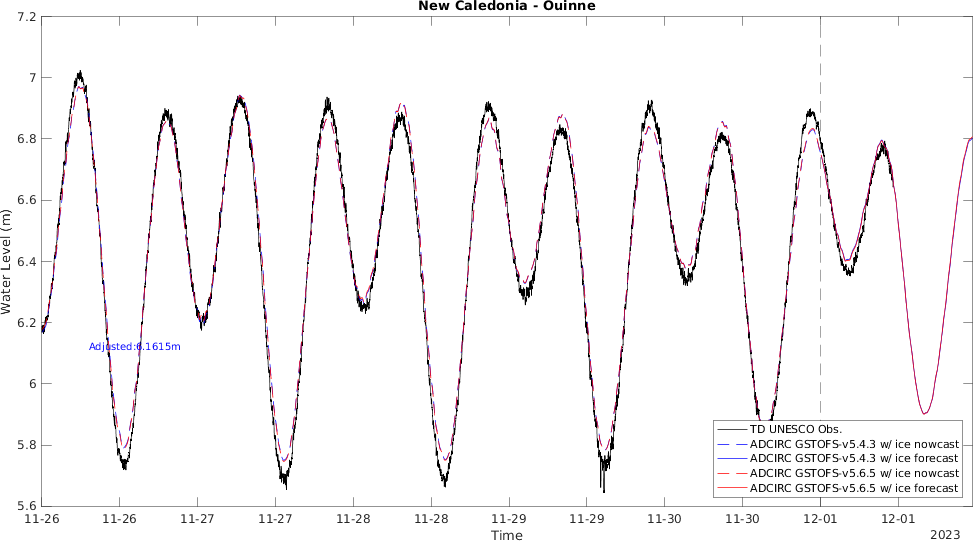 New Caledonia - Ouinne
Water Level (m)
7.2
7
6.8
6.6
6.4
6.2
6
5.8
5.6
Adjusted:6.1615m
TD UNESCO Obs.
ADCIRC GSTOFS-v5.4.3 w/ ice nowcast
ADCIRC GSTOFS-v5.4.3 w/ ice forecast
ADCIRC GSTOFS-v5.6.5 w/ ice nowcast
ADCIRC GSTOFS-v5.6.5 w/ ice forecast
11-26 11-26 11-27 11-27 11-28 11-28 11-29 11-29 11-30 11-30 12-01 12-01
Time
2023